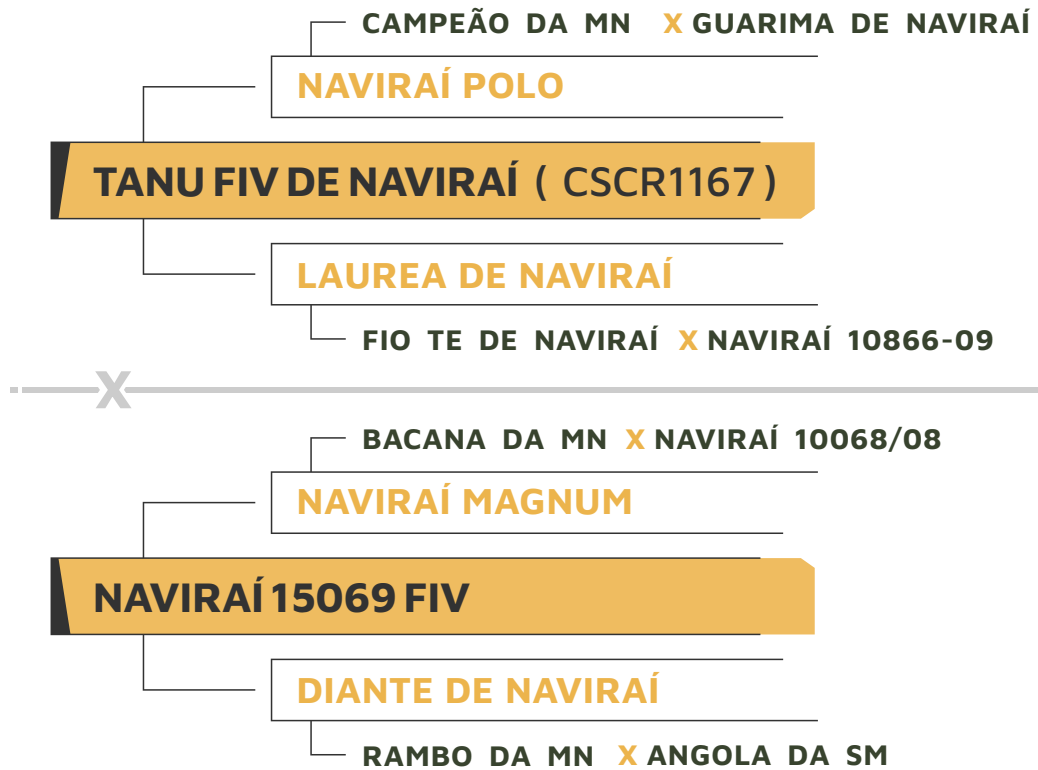 CAMPEÃO DA MN X GUARIMA DE NAVIRAÍ
NAVIRAÍ POLO
TANU FIV DE NAVIRAÍ ( CSCR1167 )
LAUREA DE NAVIRAÍ
FIO TE DE NAVIRAÍ X NAVIRAÍ 10866-09
X
BACANA DA MN X NAVIRAÍ 10068/08
NAVIRAÍ MAGNUM
NAVIRAÍ 15069 FIV
DIANTE DE NAVIRAÍ
RAMBO DA MN X ANGOLA DA SM